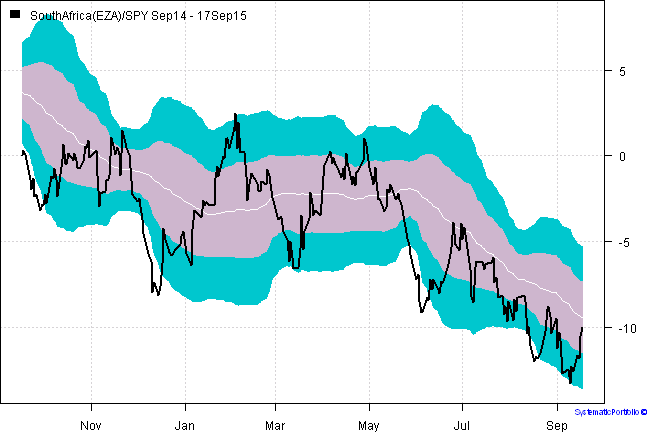 SouthAfrica(EZA)/SPY Sep14 - 17Sep15
5
0
-5
-10
Nov Jan Mar May Jul Sep
SystematicPortfolio ©